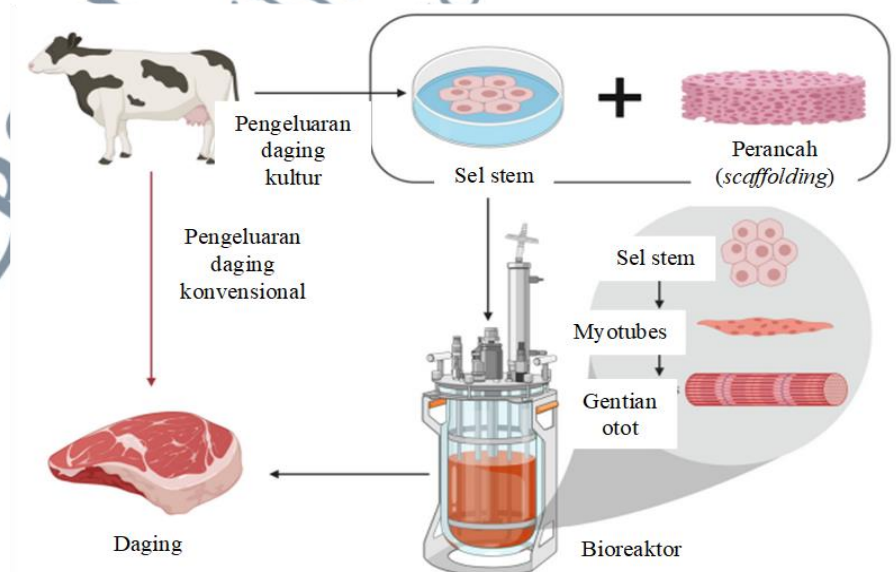 Pengeluaran
daging
kultur
Sel stem
+
Perancah
(scaffolding)
Pengeluaran
daging
konvensional
Sel stem
Myotubes
Gentian
otot
Daging
Bioreaktor